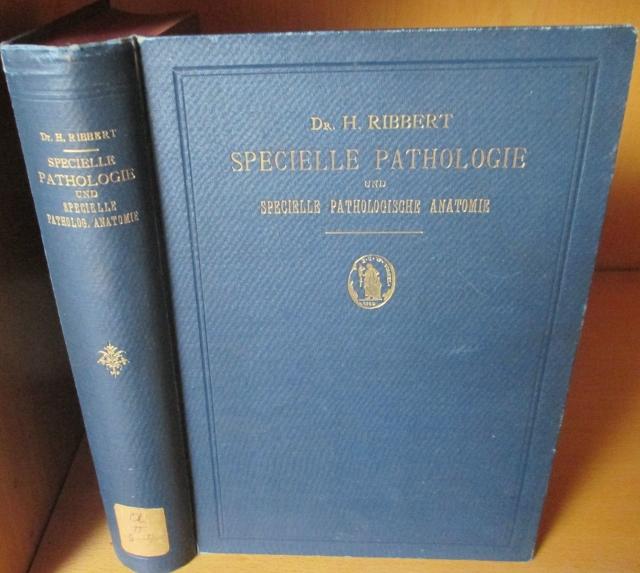 Dr. H. RIBBERT
SPECIELLE
PATHOLOGIE
UND
SPECIELLE
PATHOLOG. ANATOMIE
DR. H. RIBBERT
SPECIELLE PATHOLOGIE
UND
SPECIELLE PATHOLOGISCHE ANATOMIE